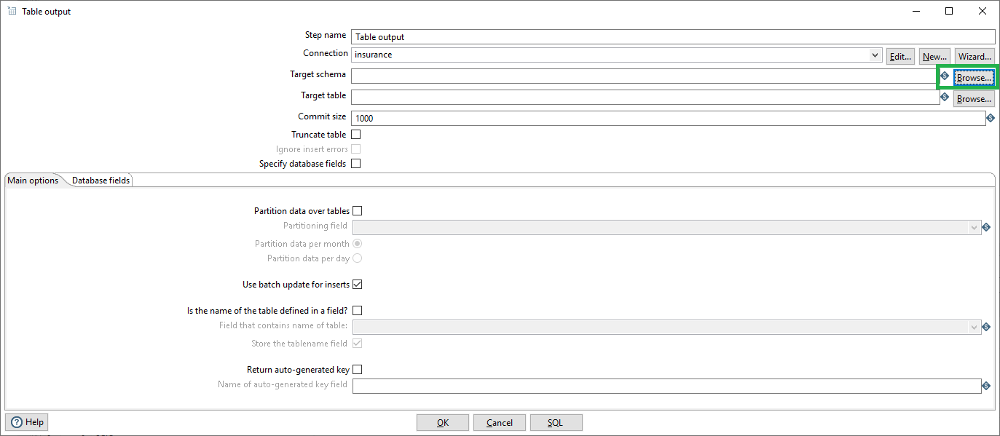 Table output
Step name Table output
Connection insurance Edit... New... Wizard...
Target schema Browse...
Target table Browse...
Commit size 1000
Truncate table
Ignore insert errors
Specify database fields
Main options Database fields
Partition data over tables
Partitioning field
Partition data per month
Partition data per day
Use batch update for inserts
Is the name of the table defined in a field?
Field that contains name of table:
Store the tablename field
Return auto-generated key
Name of auto-generated key field
Help OK Cancel SQL